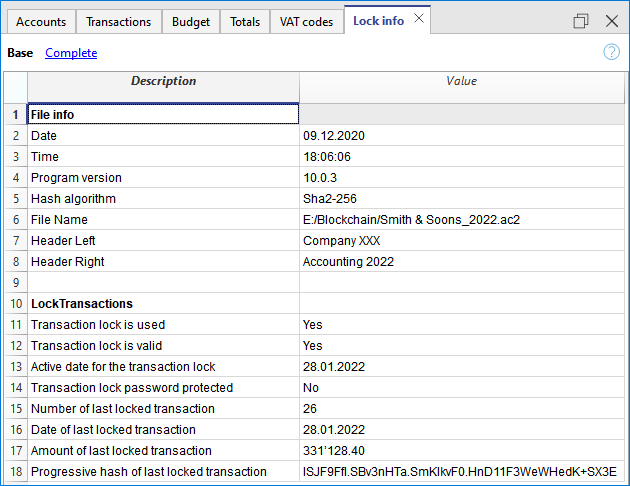 Accounts Transactions Budget Totals VAT codes Lock info
Base Complete
Description Value
1 File info
2 Date 09.12.2020
3 Time 18:06:06
4 Program version 10.0.3
5 Hash algorithm Sha2-256
6 File Name E:/Blockchain/Smith & Soons_2022.ac2
7 Header Left Company XXX
8 Header Right Accounting 2022
9
10 LockTransactions
11 Transaction lock is used Yes
12 Transaction lock is valid Yes
13 Active date for the transaction lock 28.01.2022
14 Transaction lock password protected No
15 Number of last locked transaction 26
16 Date of last locked transaction 28.01.2022
17 Amount of last locked transaction 331'128.40
18 Progressive hash of last locked transaction ISJF9FfI.SBv3nHTa.SmKIkvF0.HnD11F3WeWHedK+SX3E